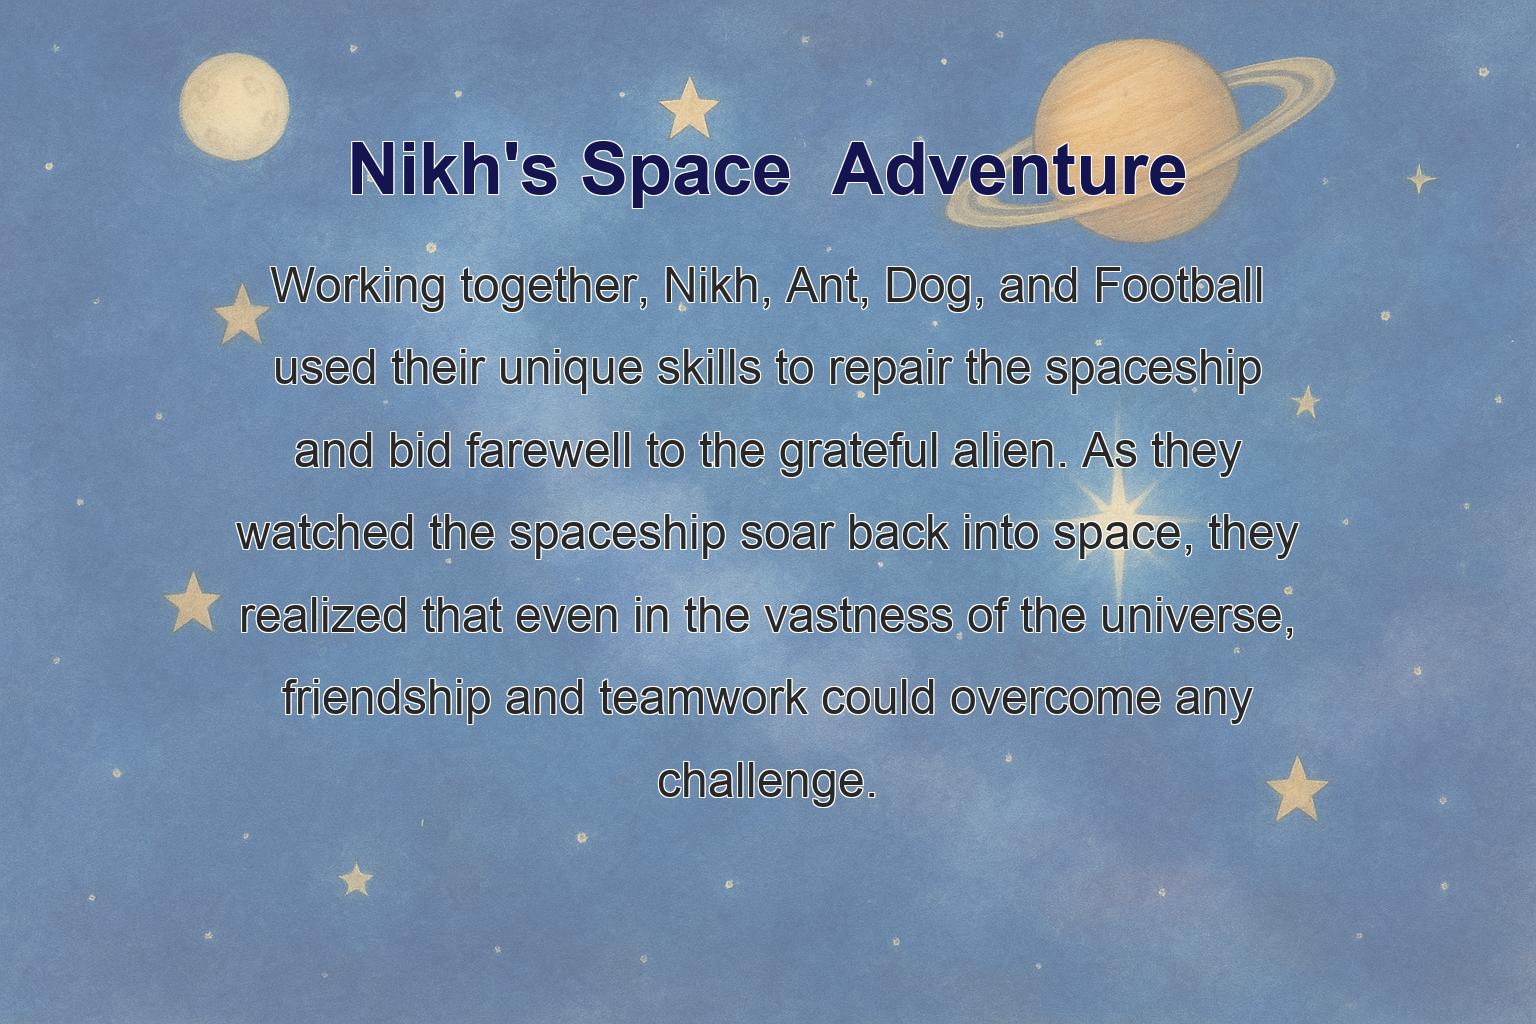 Nikh's Space  Adventure
Working together, Nikh, Ant, Dog, and Football
used their unique skills to repair the spaceship
and bid farewell to the grateful alien. As they
watched the spaceship soar back into space, they
realized that even in the vastness of the universe,
friendship and teamwork could overcome any
challenge.